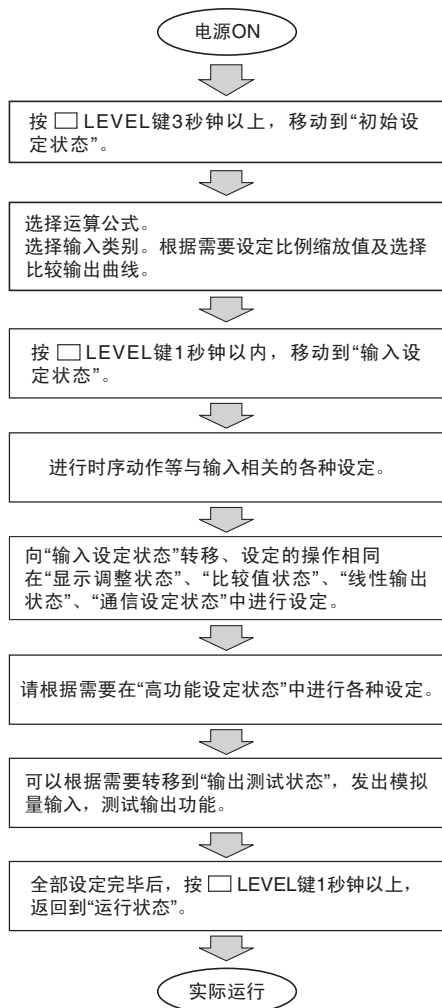 电源ON
按 □ LEVEL键3秒钟以上，移动到“初始设
定状态”。
选择运算公式。
选择输入类别。根据需要设定比例缩放值及选择
比较输出曲线。
按 □ LEVEL键1秒钟以内，移动到“输入设
定状态”。
进行时序动作等与输入相关的各种设定。
向“输入设定状态”转移、设定的操作相同
在“显示调整状态”、“比较值状态”、“线性输出
状态”、“通信设定状态”中进行设定。
请根据需要在“高功能设定状态”中进行各种设定。
可以根据需要转移到“输出测试状态”，发出模拟
量输入，测试输出功能。
全部设定完毕后，按 □ LEVEL键1秒钟以上，
返回到“运行状态”。
实际运行